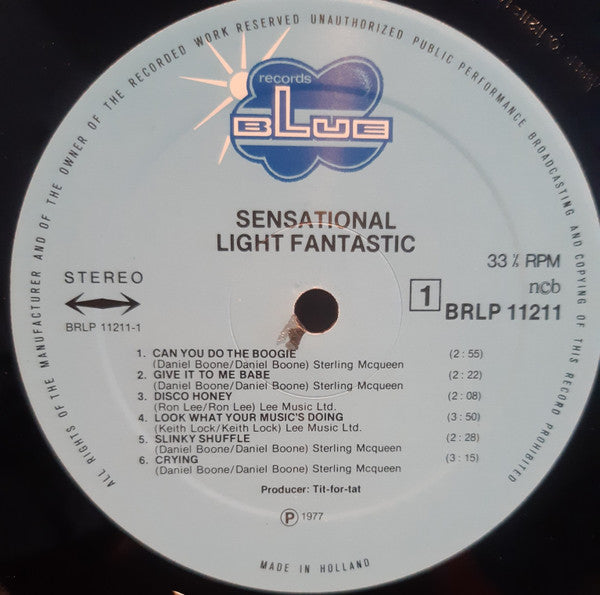 ALL RIGHTS OF THE MANUFACTURER AND OF THE OWNER OF THE RECORDED WORK RESERVED UNAUTHORIZED PUBLIC PERFORMANCE BROADCASTING AND COPYING OF THIS RECORD PROHIBITED
records
BLUE
SENSATIONAL
LIGHT FANTASTIC
STEREO
BRLP 11211-1
33⅓ RPM
ncb
1
BRLP 11211
1. CAN YOU DO THE BOOGIE (2:55)
(Daniel Boone/Daniel Boone) Sterling Mcqueen
2. GIVE IT TO ME BABE (2:22)
(Daniel Boone/Daniel Boone) Sterling Mcqueen
3. DISCO HONEY (2:08)
(Ron Lee/Ron Lee) Lee Music Ltd.
4. LOOK WHAT YOUR MUSIC'S DOING (3:50)
(Keith Lock/Keith Lock) Lee Music Ltd.
5. SLINKY SHUFFLE (2:28)
(Daniel Boone/Daniel Boone) Sterling Mcqueen
6. CRYING (3:15)
(Daniel Boone/Daniel Boone) Sterling Mcqueen
Producer: Tit-for-tat
℗ 1977
MADE IN HOLLAND